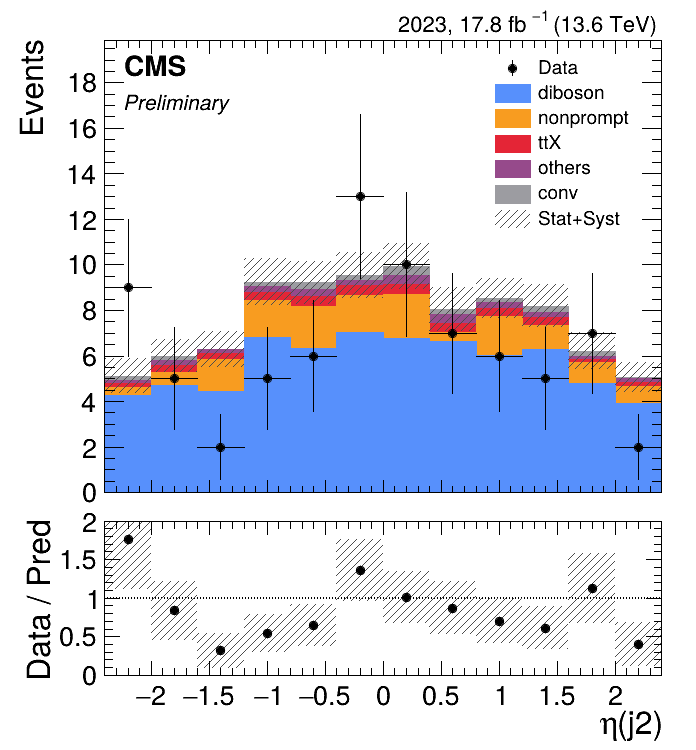 2023, 17.8 fb⁻¹ (13.6 TeV)
CMS
Preliminary
Events
Data
diboson
nonprompt
ttX
others
conv
Stat+Syst
18
16
14
12
10
8
6
4
2
0
Data / Pred
2
1.5
1
0.5
0
−2 −1.5 −1 −0.5 0 0.5 1 1.5 2
η(j2)